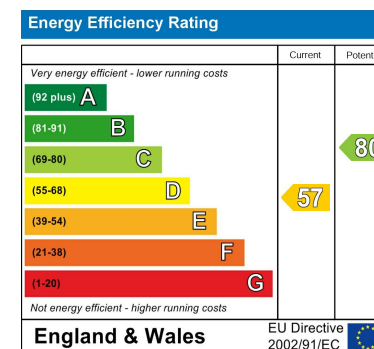 Energy Efficiency Rating
Current
Very energy efficient - lower running costs
(92 plus) A
(81-91) B
(69-80) C
80
(55-68) D
57
(39-54) E
(21-38) F
(1-20) G
Not energy efficient - higher running costs
England & Wales
EU Directive
2002/91/EC